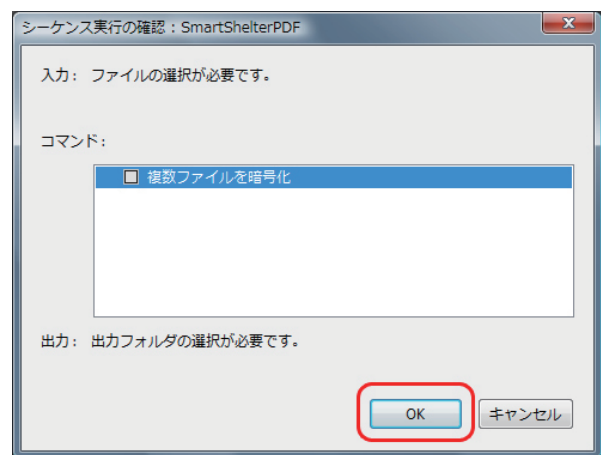 シーケンス実行の確認：SmartShelterPDF
入力： ファイルの選択が必要です。
コマンド：
複数ファイルを暗号化
出力： 出力フォルダの選択が必要です。
OK キャンセル